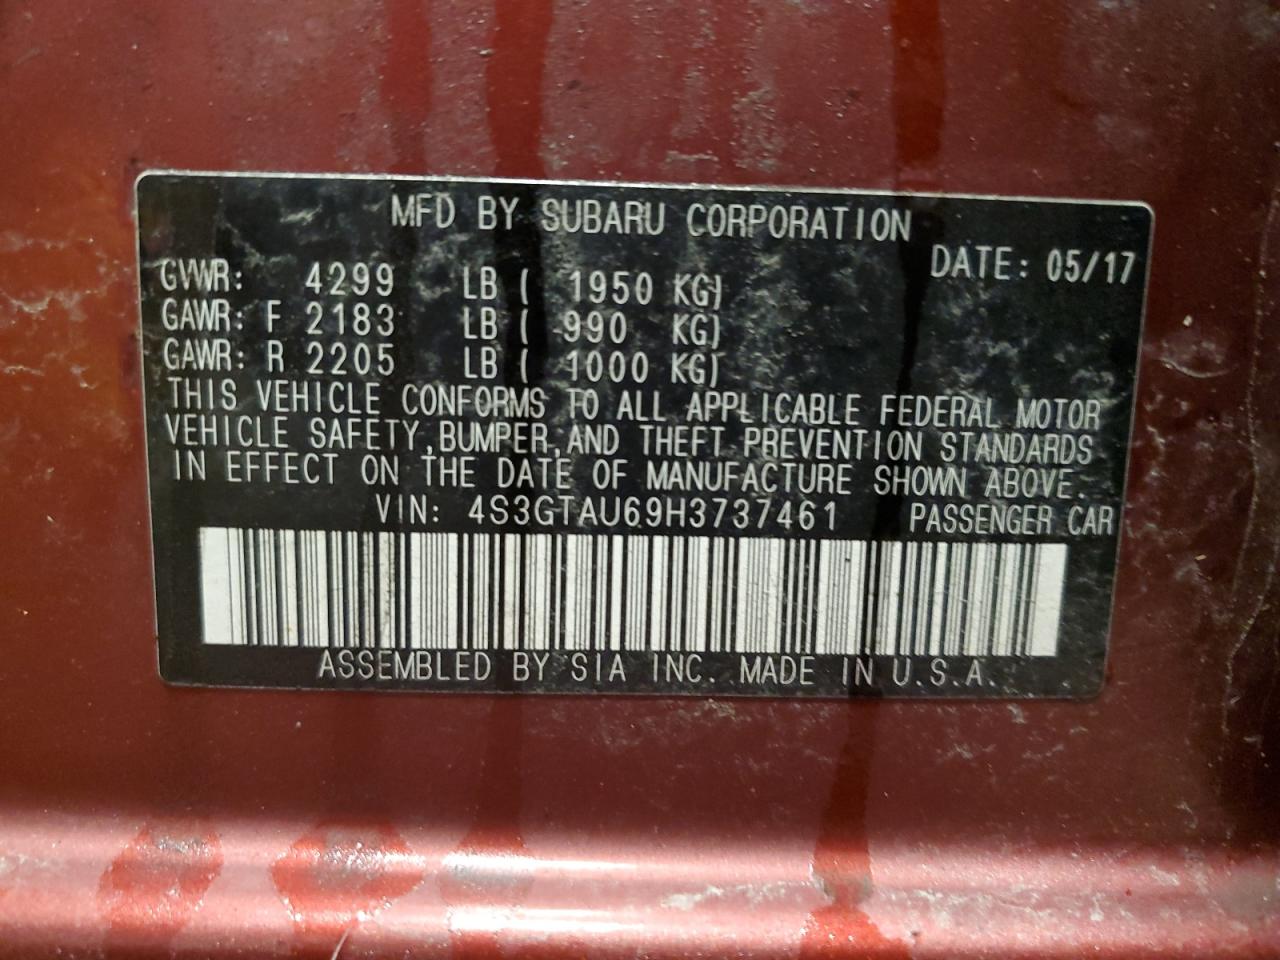 MFD BY SUBARU CORPORATION
DATE: 05/17
GVWR: 4299 LB ( 1950 KG)
GAWR: F 2183 LB ( 990 KG)
GAWR: R 2205 LB ( 1000 KG)
THIS VEHICLE CONFORMS TO ALL APPLICABLE FEDERAL MOTOR
VEHICLE SAFETY, BUMPER, AND THEFT PREVENTION STANDARDS
IN EFFECT ON THE DATE OF MANUFACTURE SHOWN ABOVE.
VIN: 4S3GTAU69H3737461 PASSENGER CAR
ASSEMBLED BY SIA INC. MADE IN U.S.A.